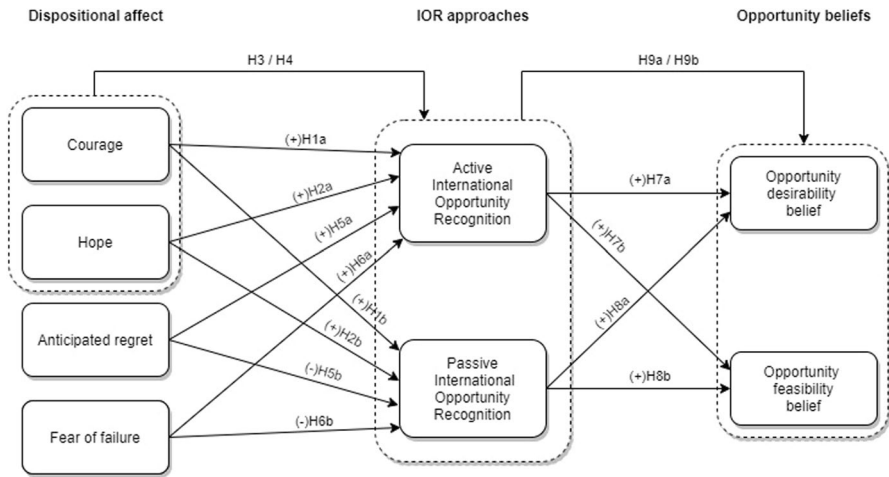 Dispositional affect
IOR approaches
Opportunity beliefs
H3 / H4
H9a / H9b
Courage
Hope
Anticipated regret
Fear of failure
(+)H1a
(+)H2a
(+)H5a
(+)H6a
(+)H1b
(+)H2b
(-)H5b
(-)H6b
Active
International
Opportunity
Recognition
Passive
International
Opportunity
Recognition
(+)H7a
(+)H7b
(+)H8a
(+)H8b
Opportunity
desirability
belief
Opportunity
feasibility
belief